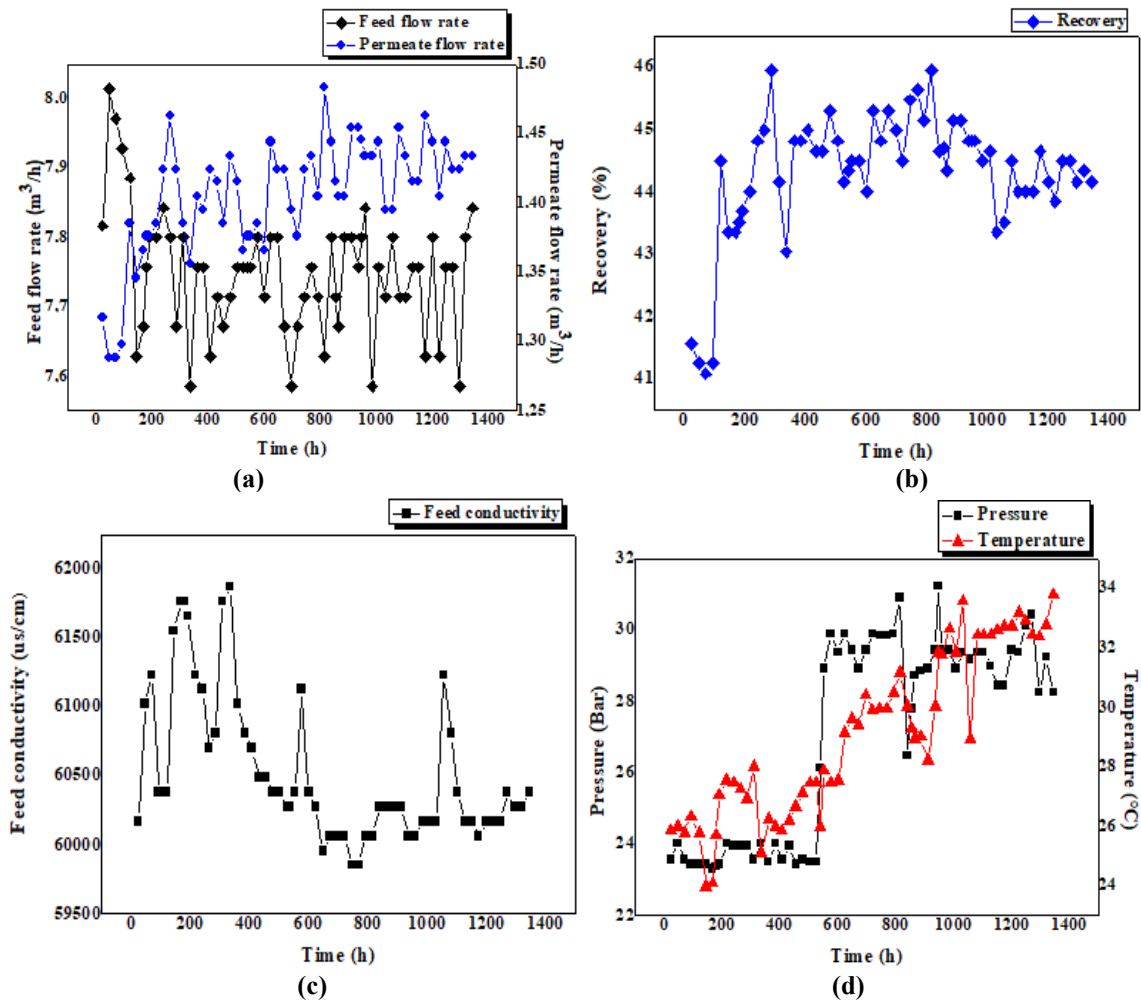 Feed flow rate
Permeate flow rate
Feed flow rate (m³/h)
8.0
7.9
7.8
7.7
7.6
1,50
1,45
1,40
1,35
1,30
1,25
Permeate flow rate (m³/h)
0 200 400 600 800 1000 1200 1400
Time (h)
(a)
Recovery
Recovery (%)
46
45
44
43
42
41
0 200 400 600 800 1000 1200 1400
Time (h)
(b)
Feed conductivity
Feed conductivity (us/cm)
62000
61500
61000
60500
60000
59500
0 200 400 600 800 1000 1200 1400
Time (h)
(c)
Pressure
Temperature
Pressure (Bar)
32
30
28
26
24
22
34
32
30
28
26
24
Temperature (°C)
0 200 400 600 800 1000 1200 1400
Time (h)
(d)